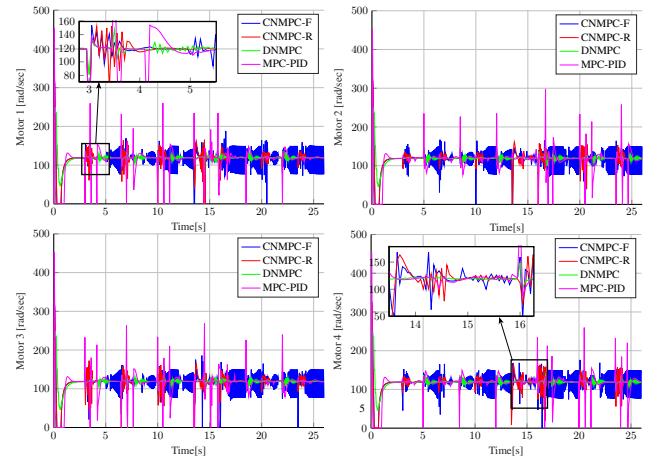 500
400
300
200
100
0
Motor 1 [rad/sec]
0
5
10
15
20
25
Time[s]
CNMPC-F
CNMPC-R
DNMPC
MPC-PID
160
140
120
100
80
3
4
5
500
400
300
200
100
0
Motor 2 [rad/sec]
0
5
10
15
20
25
Time[s]
CNMPC-F
CNMPC-R
DNMPC
MPC-PID
500
400
300
200
100
0
Motor 3 [rad/sec]
0
5
10
15
20
25
Time[s]
CNMPC-F
CNMPC-R
DNMPC
MPC-PID
500
400
300
200
100
5
0
Motor 4 [rad/sec]
0
5
10
15
20
25
Time[s]
CNMPC-F
CNMPC-R
DNMPC
MPC-PID
150
100
50
14
15
16